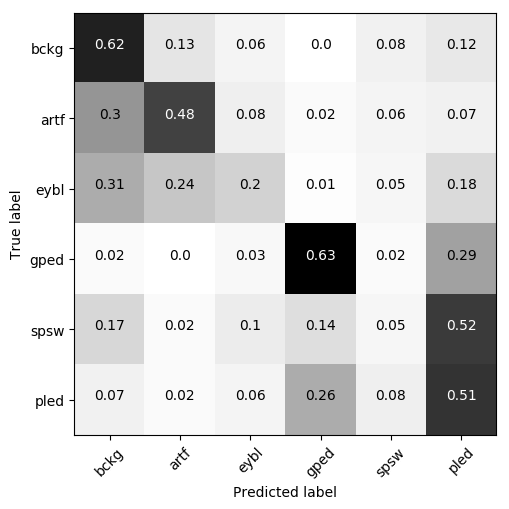 bckg 0.62 0.13 0.06 0.0 0.08 0.12
artf 0.3 0.48 0.08 0.02 0.06 0.07
eybl 0.31 0.24 0.2 0.01 0.05 0.18
gped 0.02 0.0 0.03 0.63 0.02 0.29
spsw 0.17 0.02 0.1 0.14 0.05 0.52
pled 0.07 0.02 0.06 0.26 0.08 0.51
True label
bckg artf eybl gped spsw pled
Predicted label